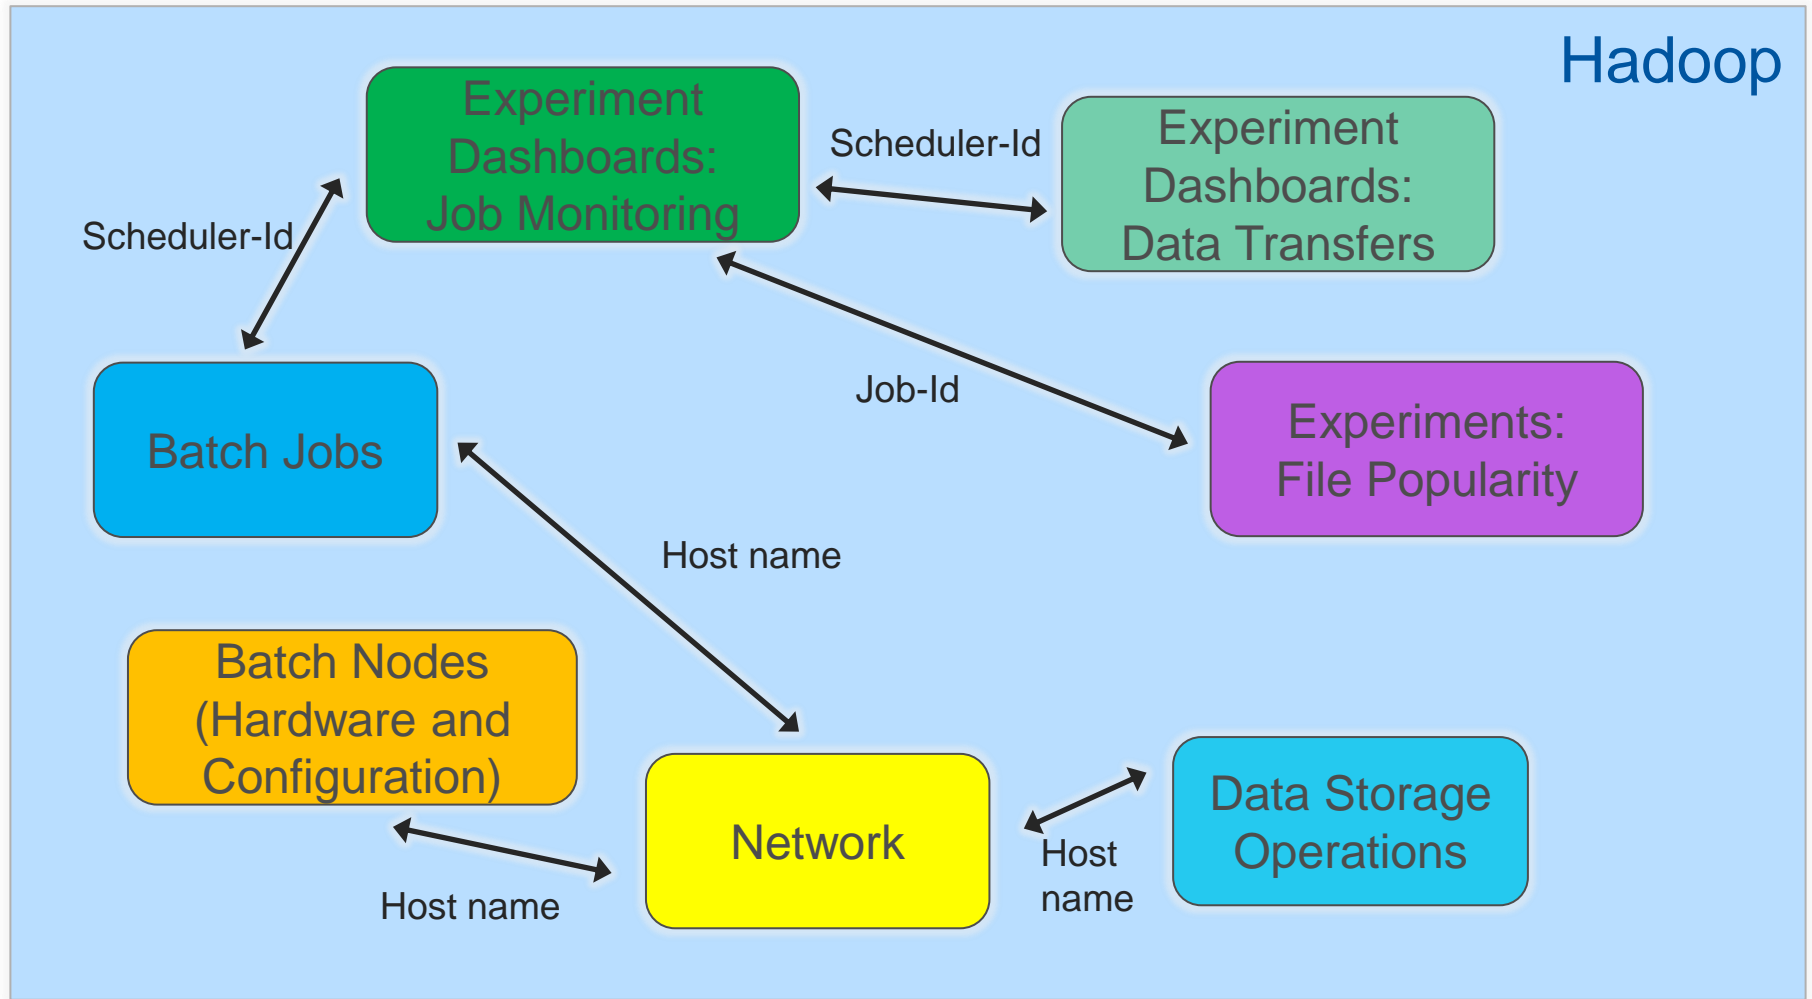 Hadoop
Experiment
Dashboards:
Job Monitoring
Scheduler-Id
Experiment
Dashboards:
Data Transfers
Scheduler-Id
Job-Id
Batch Jobs
Experiments:
File Popularity
Host name
Batch Nodes
(Hardware and
Configuration)
Network
Data Storage
Operations
Host
name
Host name